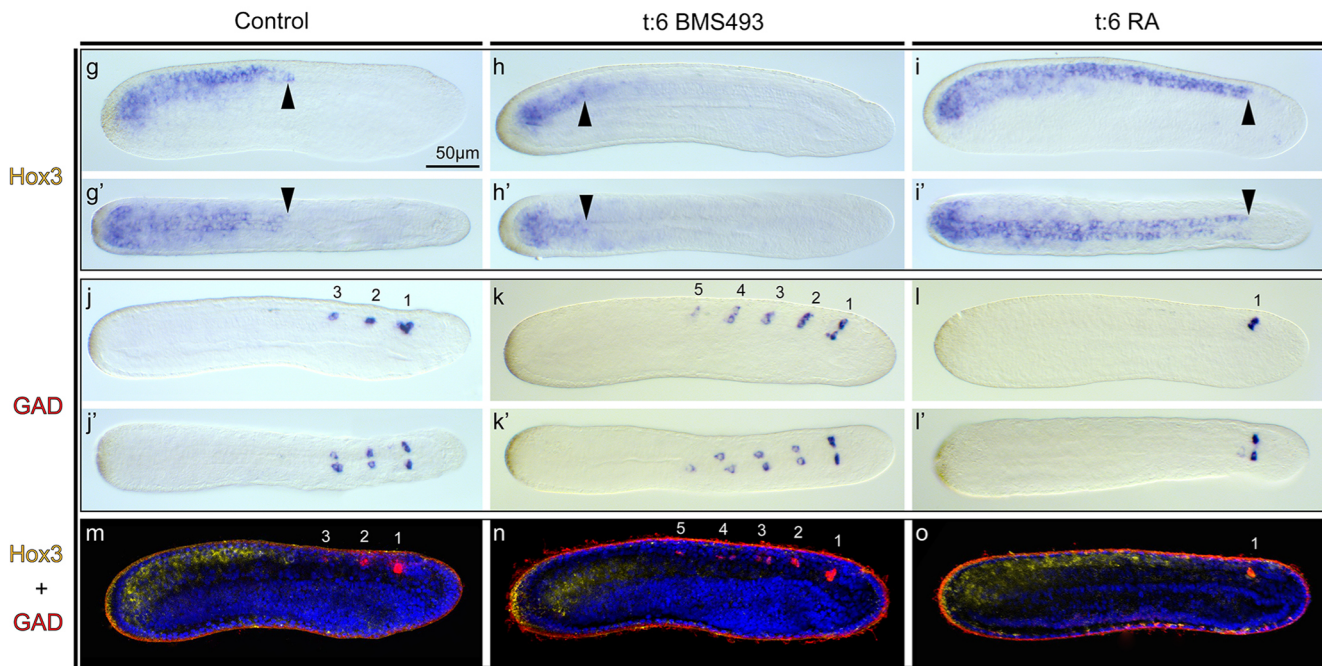 Control
t:6 BMS493
t:6 RA
Hox3
g
50µm
h
i
g’
h’
i’
GAD
j
3 2 1
k
5 4 3 2 1
l
1
j’
k’
l’
Hox3
+
GAD
m
3 2 1
n
5 4 3 2 1
o
1